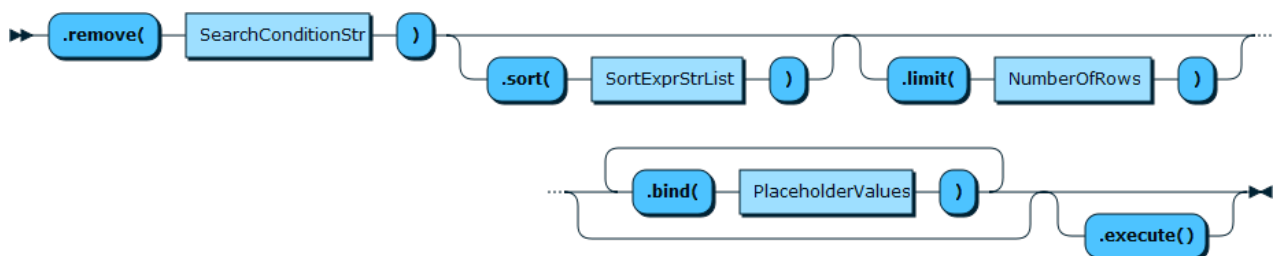 .remove( SearchConditionStr )
.sort( SortExprStrList ) .limit( NumberOfRows )
.bind( PlaceholderValues )
.execute()